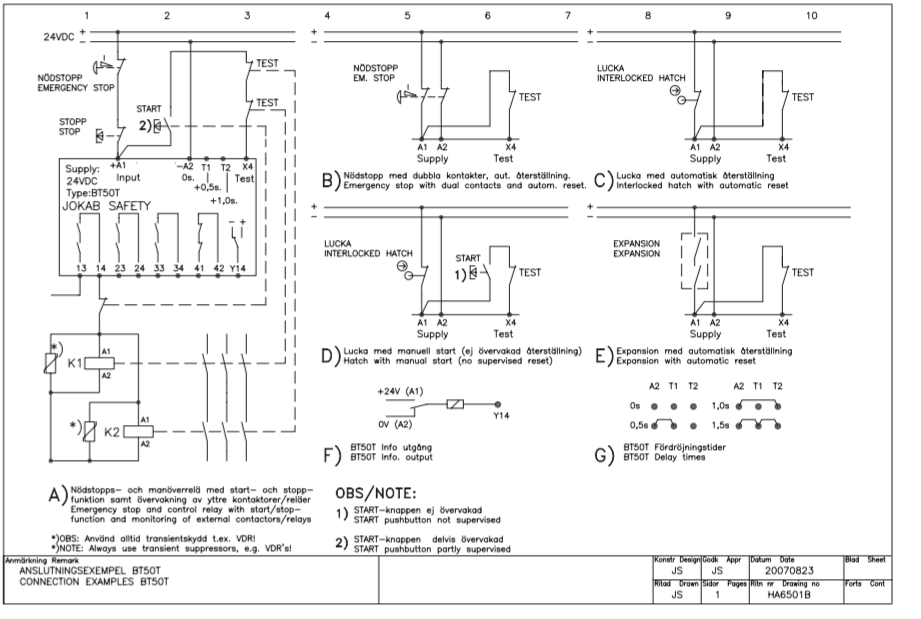 1 2 3 4 5 6 7 8 9 10
24VDC + −
NÖDSTOPP
EMERGENCY STOP
STOPP
STOP
START
2)
TEST
TEST
+A1 −A2 T1 T2 X4
Supply:
24VDC
Type:BT50T
JOKAB SAFETY
Input
0s.
+0,5s.
+1,0s.
Test
− +
13 14 23 24 33 34 41 42 Y14
*)
K1
A1
A2
*)
K2
A1
A2
A) Nödstopps− och manöverrelä med start− och stopp−
funktion samt övervakning av yttre kontaktorer/reläer
Emergency stop and control relay with start/stop−
function and monitoring of external contactors/relays
*)OBS: Använd alltid transientskydd t.ex. VDR!
*)NOTE: Always use transient suppressors, e.g. VDR's!
+
−
NÖDSTOPP
EM. STOP
TEST
A1 A2 X4
Supply Test
B) Nödstopp med dubbla kontakter, aut. återställning.
Emergency stop with dual contacts and autom. reset.
+
−
LUCKA
INTERLOCKED HATCH
TEST
A1 A2 X4
Supply Test
C) Lucka med automatisk återställning.
Interlocked hatch with automatic reset
+
−
LUCKA
INTERLOCKED HATCH
START
1)
TEST
A1 A2 X4
Supply Test
D) Lucka med manuell start (ej övervakad återställning)
Hatch with manual start (no supervised reset)
EXPANSION
EXPANSION
TEST
A1 A2 X4
Supply Test
E) Expansion med automatisk återställning
Expansion with automatic reset
+24V (A1)
0V (A2)
Y14
F) BT50T Info utgång
BT50T Info. output
A2 T1 T2 A2 T1 T2
0s 1,0s
0,5s 1,5s
G) BT50T Fördröjningstider
BT50T Delay times
OBS/NOTE:
1) START−knappen ej övervakad
START pushbutton not supervised
2) START−knappen delvis övervakad
START pushbutton partly supervised
Anmärkning Remark
ANSLUTNINGSEXEMPEL BT50T
CONNECTION EXAMPLES BT50T
Konstr Design Godk Appr Datum Date Blad Sheet
JS JS 20070823
Ritad Drawn Sidor Pages Ritn nr Drawing no Forts Cont
JS 1 HA6501B